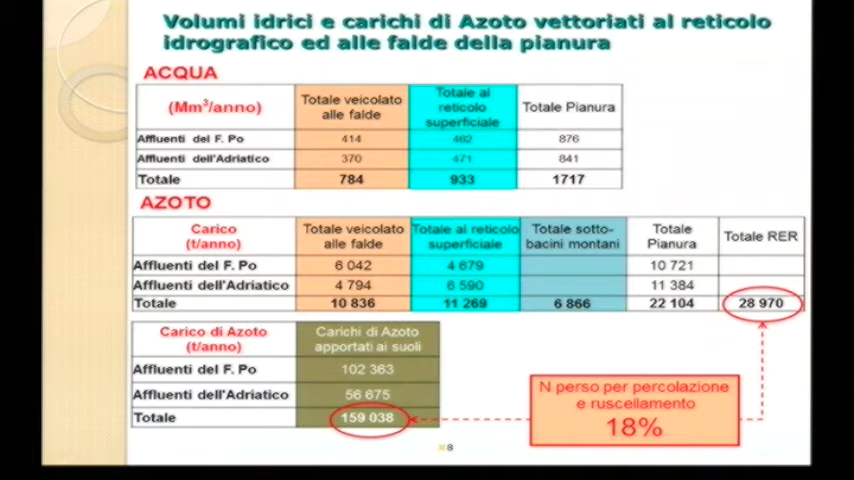 Volumi idrici e carichi di Azoto vettoriati al reticolo
idrografico ed alle falde della pianura
ACQUA
(Mm³/anno) Totale veicolato alle falde Totale al reticolo superficiale Totale Pianura
Affluenti del F. Po 414 462 876
Affluenti dell'Adriatico 370 471 841
Totale 784 933 1717
AZOTO
Carico (t/anno) Totale veicolato alle falde Totale al reticolo superficiale Totale sotto-bacini montani Totale Pianura Totale RER
Affluenti del F. Po 6 042 4 679 10 721
Affluenti dell'Adriatico 4 794 6 590 11 384
Totale 10 836 11 269 6 866 22 104 28 970
Carico di Azoto (t/anno) Carichi di Azoto apportati ai suoli
Affluenti del F. Po 102 363
Affluenti dell'Adriatico 56 675
Totale 159 038
N perso per percolazione
e ruscellamento
18%
8